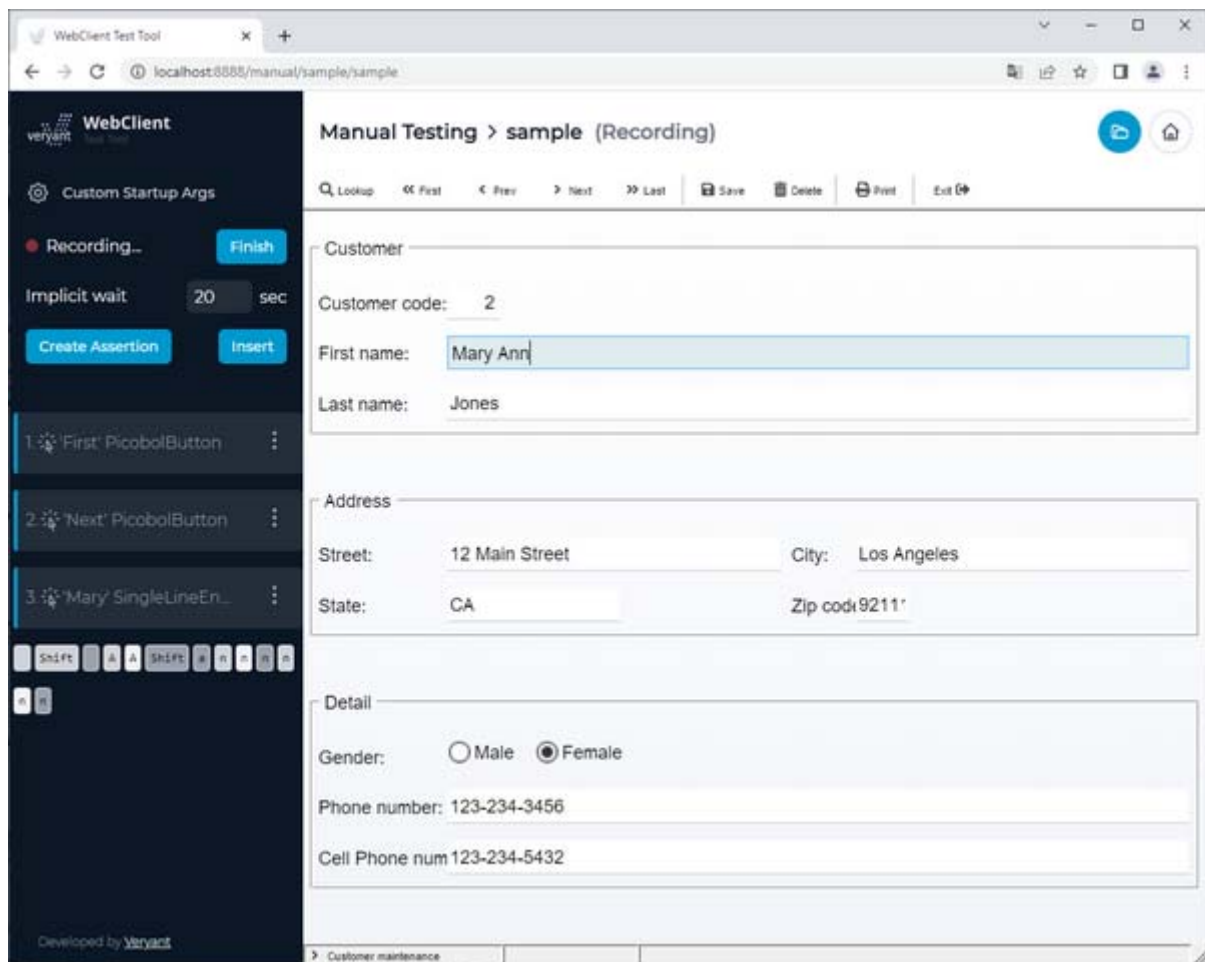 WebClient Test Tool
localhost:8888/manual/sample/sample
veryant WebClient
Manual Testing > sample (Recording)
Custom Startup Args
Lookup First Prev Next Last Save Delete Print Exit
Recording... Finish
Implicit wait 20 sec
Create Assertion Insert
1. 'First' PicobolButton
2. 'Next' PicobolButton
3. 'Mary' SingleLineEn...
Shift A A Shift a n n n n
n n
Developed by Veryant
Customer
Customer code: 2
First name: Mary Ann
Last name: Jones
Address
Street: 12 Main Street City: Los Angeles
State: CA Zip code 9211
Detail
Gender: Male Female
Phone number: 123-234-3456
Cell Phone num 123-234-5432
> Customer maintenance